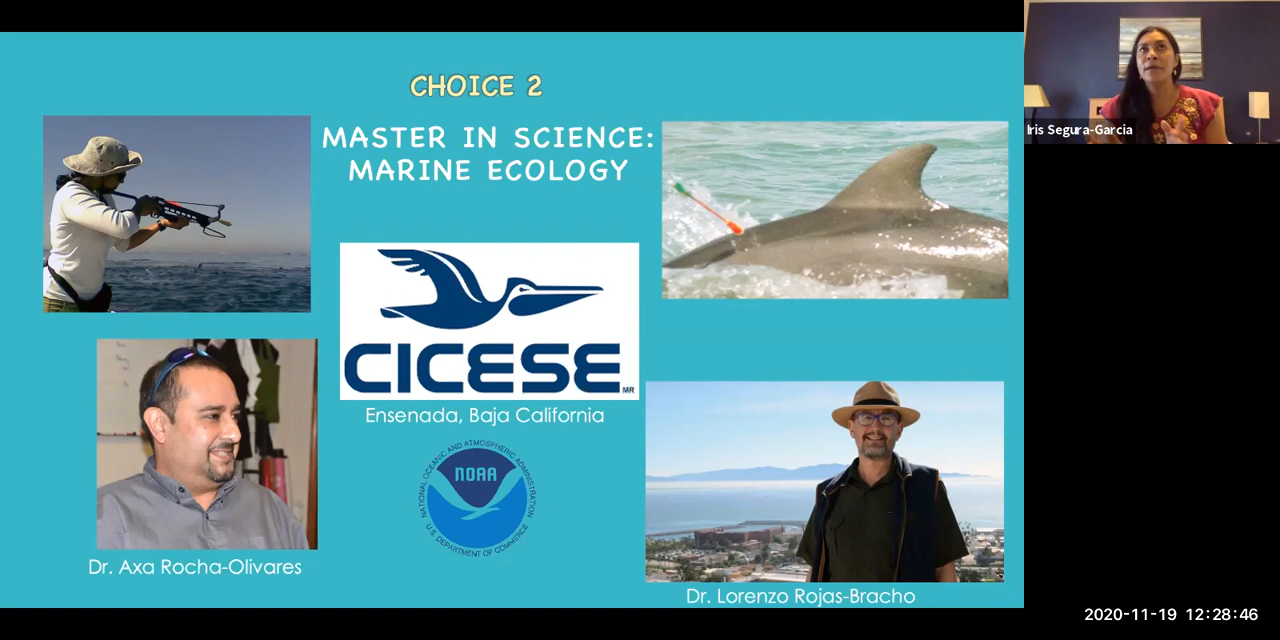 CHOICE 2
MASTER IN SCIENCE:
MARINE ECOLOGY
CICESE
MR
Ensenada, Baja California
NATIONAL OCEANIC AND ATMOSPHERIC ADMINISTRATION
NOAA
U.S. DEPARTMENT OF COMMERCE
Dr. Axa Rocha-Olivares
Dr. Lorenzo Rojas-Bracho
Iris Segura-Garcia
2020-11-19 12:28:46